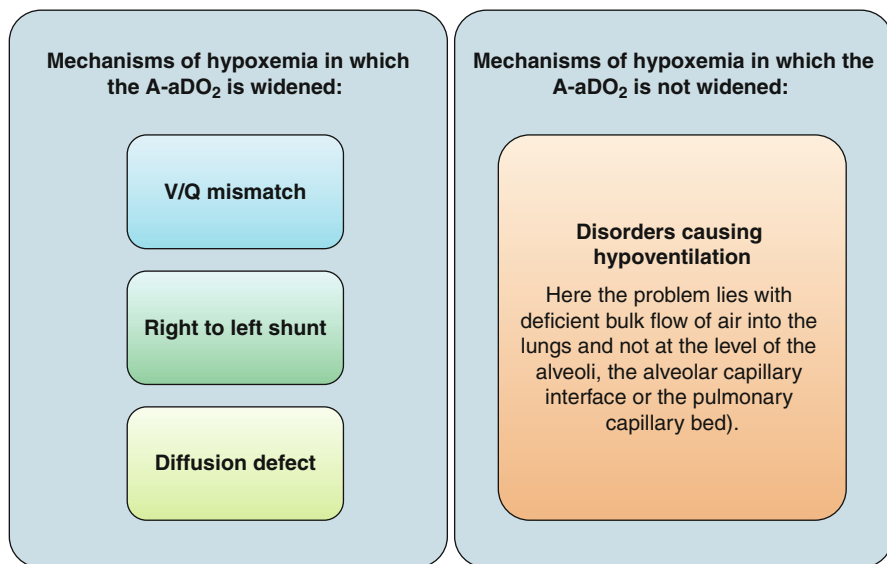 Mechanisms of hypoxemia in which
the A-aDO₂ is widened:
V/Q mismatch
Right to left shunt
Diffusion defect
Mechanisms of hypoxemia in which the
A-aDO₂ is not widened:
Disorders causing
hypoventilation
Here the problem lies with
deficient bulk flow of air into the
lungs and not at the level of the
alveoli, the alveolar capillary
interface or the pulmonary
capillary bed).